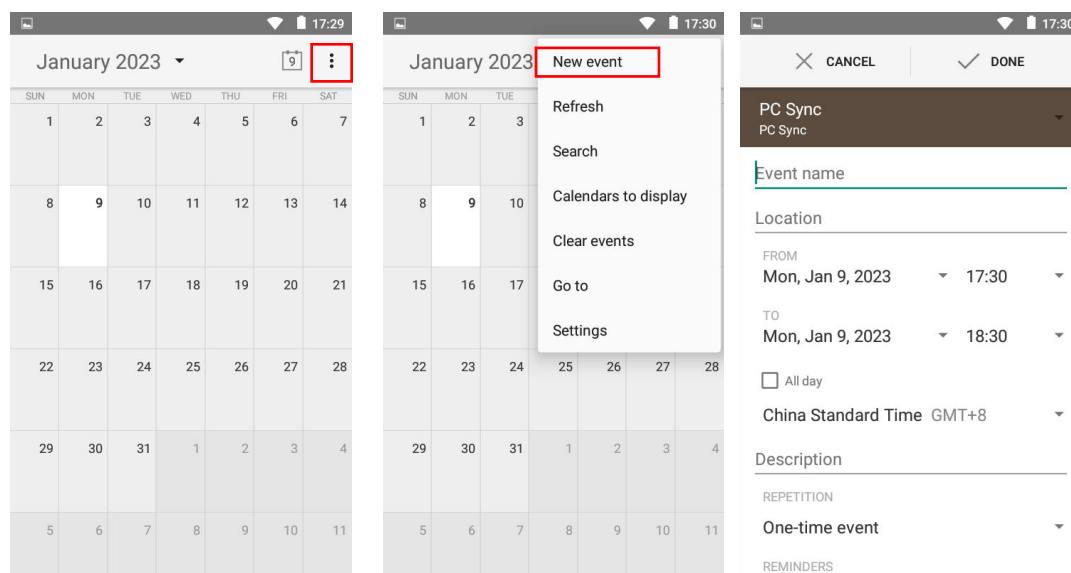 17:29
January 2023
9
SUN MON TUE WED THU FRI SAT
1 2 3 4 5 6 7
8 9 10 11 12 13 14
15 16 17 18 19 20 21
22 23 24 25 26 27 28
29 30 31 1 2 3 4
5 6 7 8 9 10 11
17:30
January 2023
SUN MON TUE
1 2 3
8 9 10
15 16 17
22 23 24 25 26 27 28
29 30 31 1 2 3 4
5 6 7 8 9 10 11
New event
Refresh
Search
Calendars to display
Clear events
Go to
Settings
17:30
CANCEL DONE
PC Sync
PC Sync
Event name
Location
FROM
Mon, Jan 9, 2023 17:30
TO
Mon, Jan 9, 2023 18:30
All day
China Standard Time GMT+8
Description
REPETITION
One-time event
REMINDERS